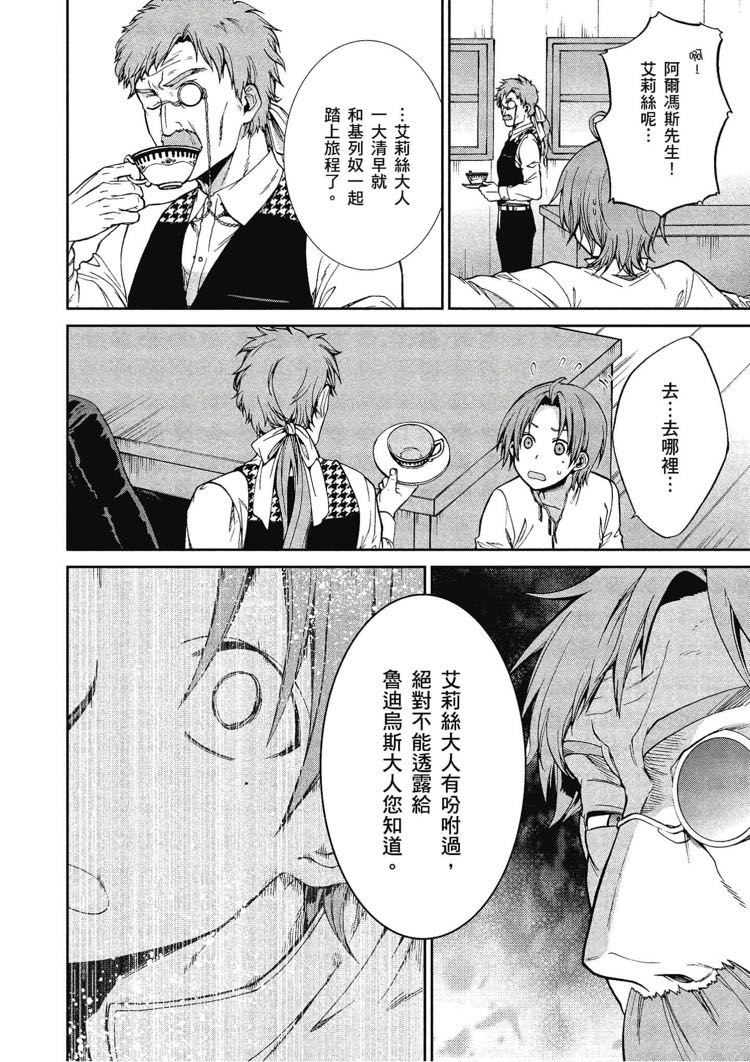 啊！
阿爾馮斯先生！
艾莉絲呢…
…艾莉絲大人
一大清早就
和基列奴一起
踏上旅程了。
去…去哪裡…
艾莉絲大人有吩咐過，
絕對不能透露給
魯迪烏斯大人您知道。